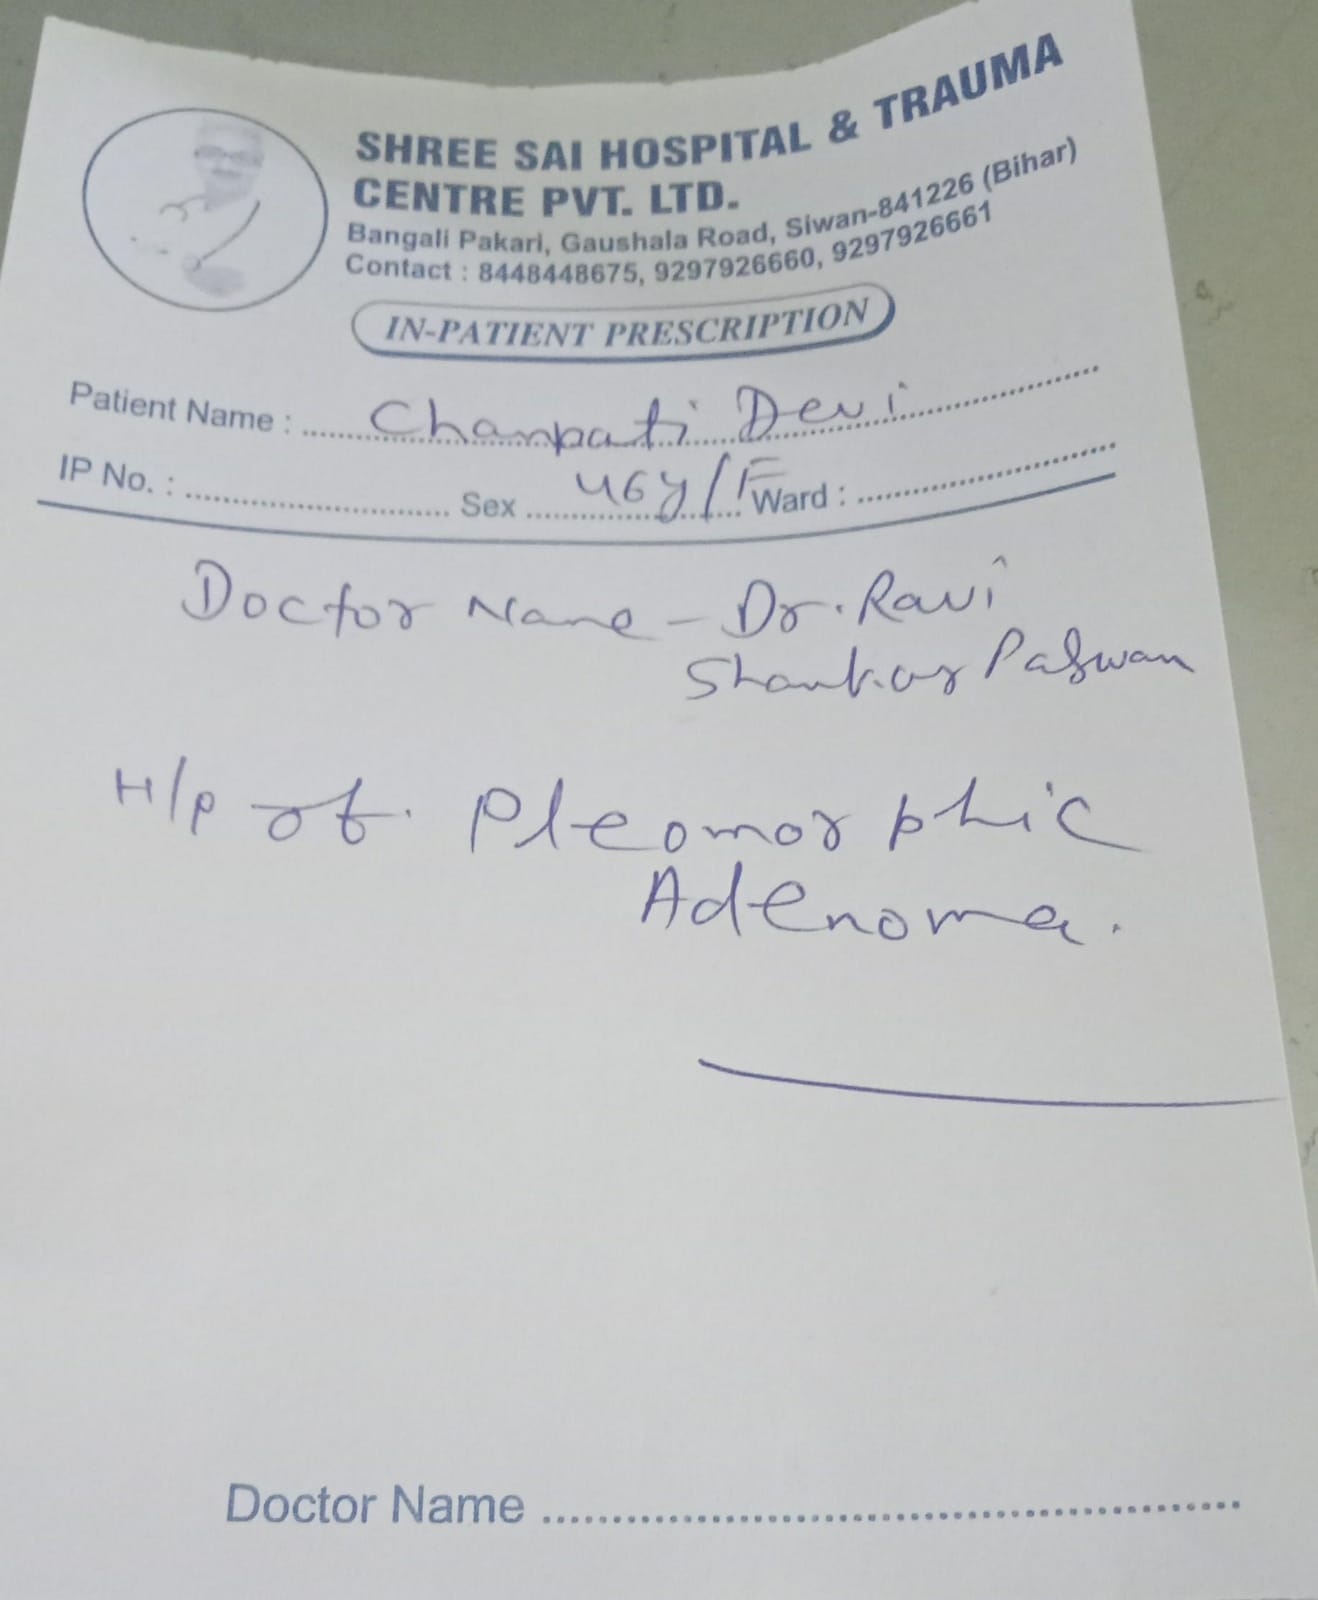 SHREE SAI HOSPITAL & TRAUMA
CENTRE PVT. LTD.
Bangali Pakari, Gaushala Road, Siwan-841226 (Bihar)
Contact : 8448448675, 9297926660, 9297926661
IN-PATIENT PRESCRIPTION
Patient Name : Chanpati Devi
IP No. : Sex 46y/F Ward :
Doctor Name - Dr. Ravi
Shankar Paswan
H/p of. Pleomorphic
Adenoma.
Doctor Name